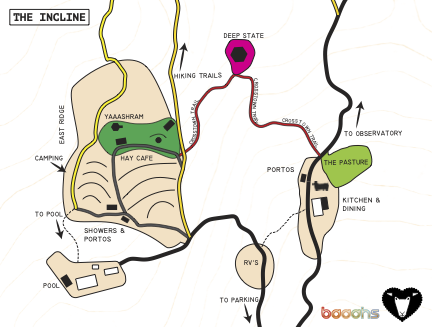 THE INCLINE
DEEP STATE
HIKING TRAILS
CROSSTOWN TRAIL
CROSSTOWN TRAIL
CROSSTOWN TRAIL
EAST RIDGE
YAAASHRAM
HAY CAFE
TO OBSERVATORY
CAMPING
THE PASTURE
PORTOS
KITCHEN &
DINING
TO POOL
SHOWERS &
PORTOS
RV'S
POOL
TO PARKING
baaahs